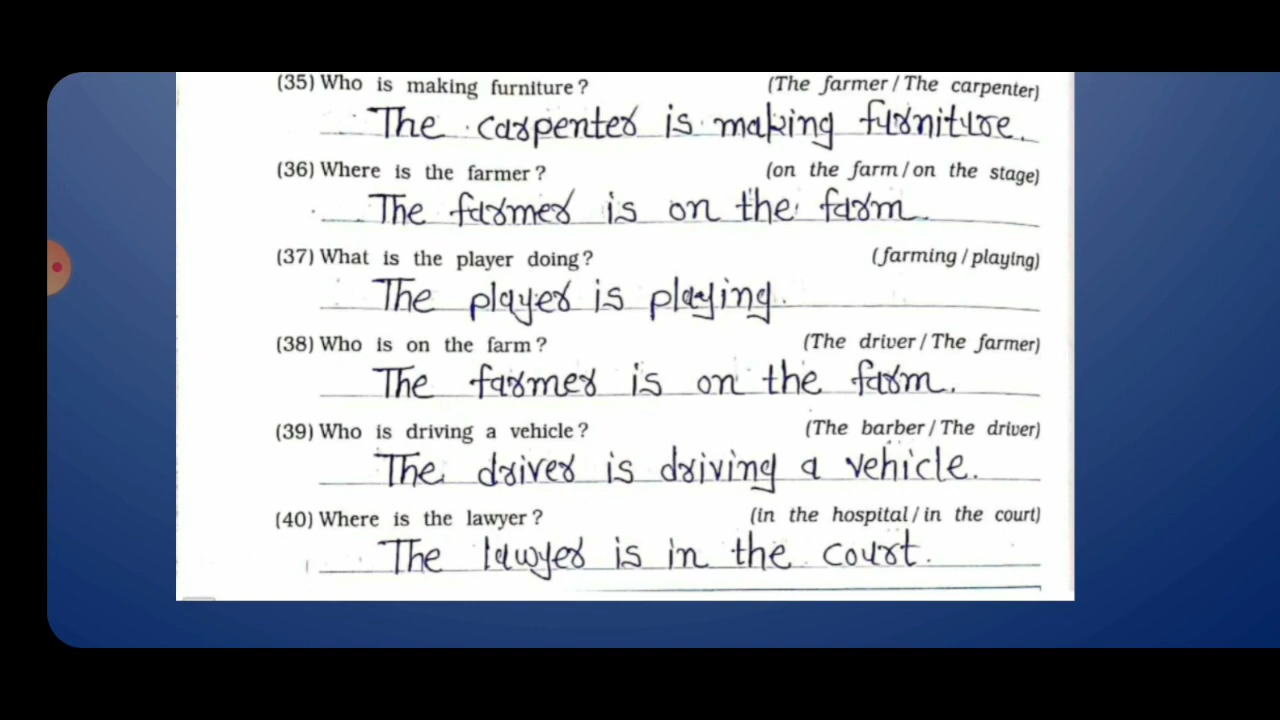 (35) Who is making furniture? (The farmer/The carpenter)
The carpenter is making furniture.
(36) Where is the farmer? (on the farm/on the stage)
The farmer is on the farm.
(37) What is the player doing? (farming/playing)
The player is playing.
(38) Who is on the farm? (The driver/The farmer)
The farmer is on the farm.
(39) Who is driving a vehicle? (The barber/The driver)
The driver is driving a vehicle.
(40) Where is the lawyer? (in the hospital/in the court)
The lawyer is in the court.